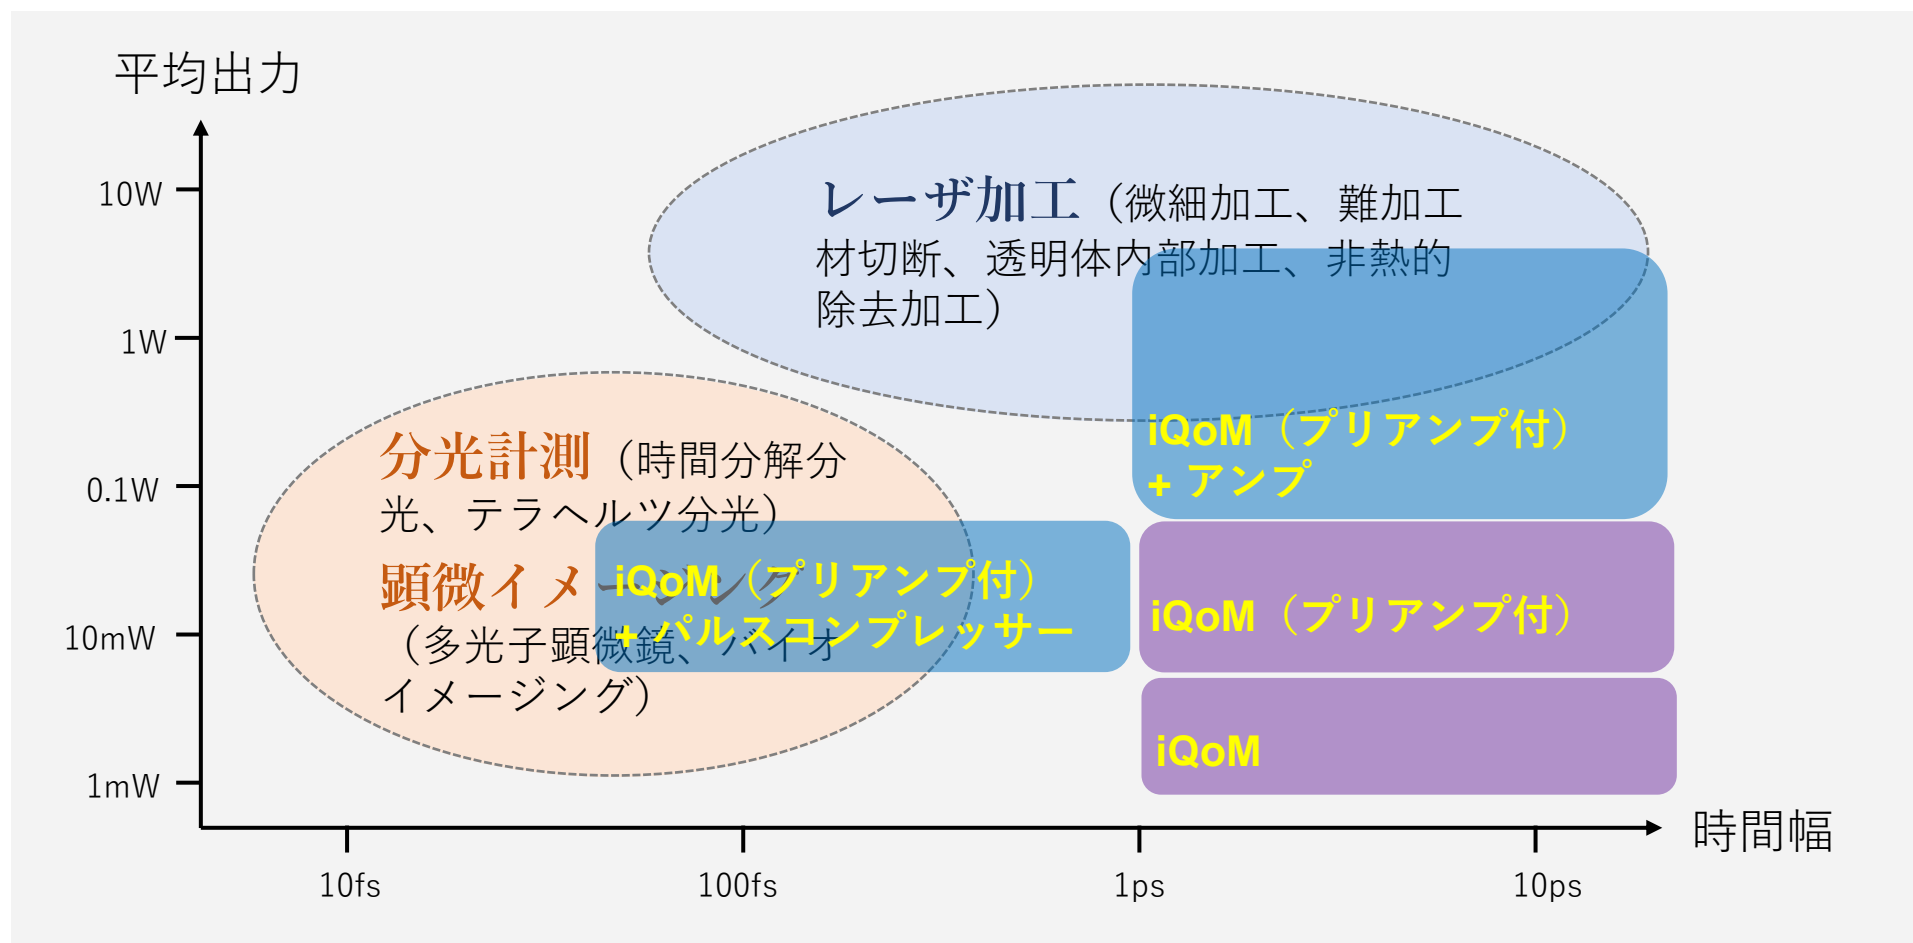 平均出力
10W
1W
0.1W
10mW
1mW
レーザ加工（微細加工、難加工
材切断、透明体内部加工、非熱的
除去加工）
分光計測（時間分解分
光、テラヘルツ分光）
顕微イメージング
（多光子顕微鏡、バイオ
イメージング）
iQoM（プリアンプ付）
+ アンプ
iQoM（プリアンプ付）
+ パルスコンプレッサー
iQoM（プリアンプ付）
iQoM
10fs
100fs
1ps
10ps
時間幅